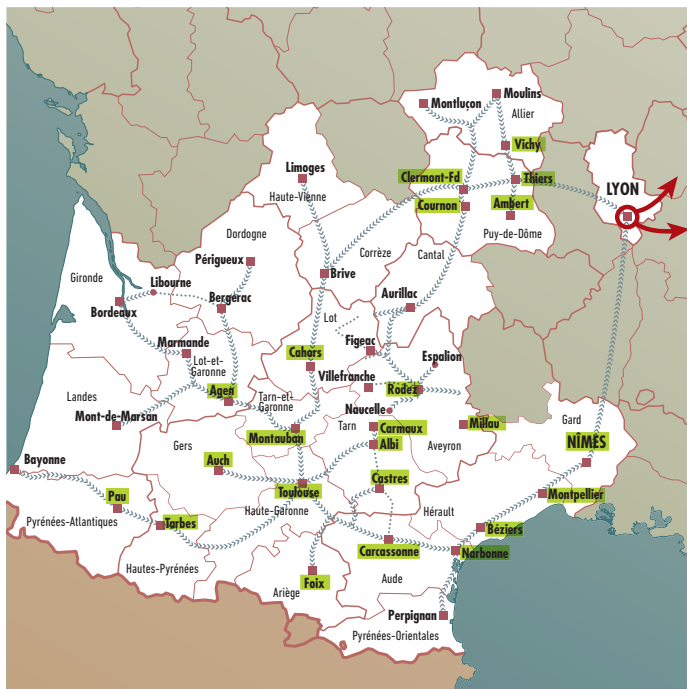 Moulins
Montluçon
Allier
Vichy
Limoges
Clermont-Fd
Thiers
LYON
Haute-Vienne
Cournon
Ambert
Puy-de-Dôme
Dordogne
Corrèze
Cantal
Périgueux
Gironde
Brive
Libourne
Aurillac
Bergerac
Bordeaux
Lot
Marmande
Figeac
Cahors
Espalion
Lot-et-
Garonne
Villefranche
Rodez
Agen
Landes
Tarn-et-
Garonne
Naucelle
Mont-de-Marsan
Gard
Carmaux
Millau
Tarn
Montauban
Albi
Aveyron
Gers
NÎMES
Auch
Bayonne
Castres
Toulouse
Pau
Montpellier
Haute-Garonne
Hérault
Pyrénées-Atlantiques
Tarbes
Béziers
Carcassonne
Narbonne
Hautes-Pyrénées
Foix
Aude
Ariège
Perpignan
Pyrénées-Orientales